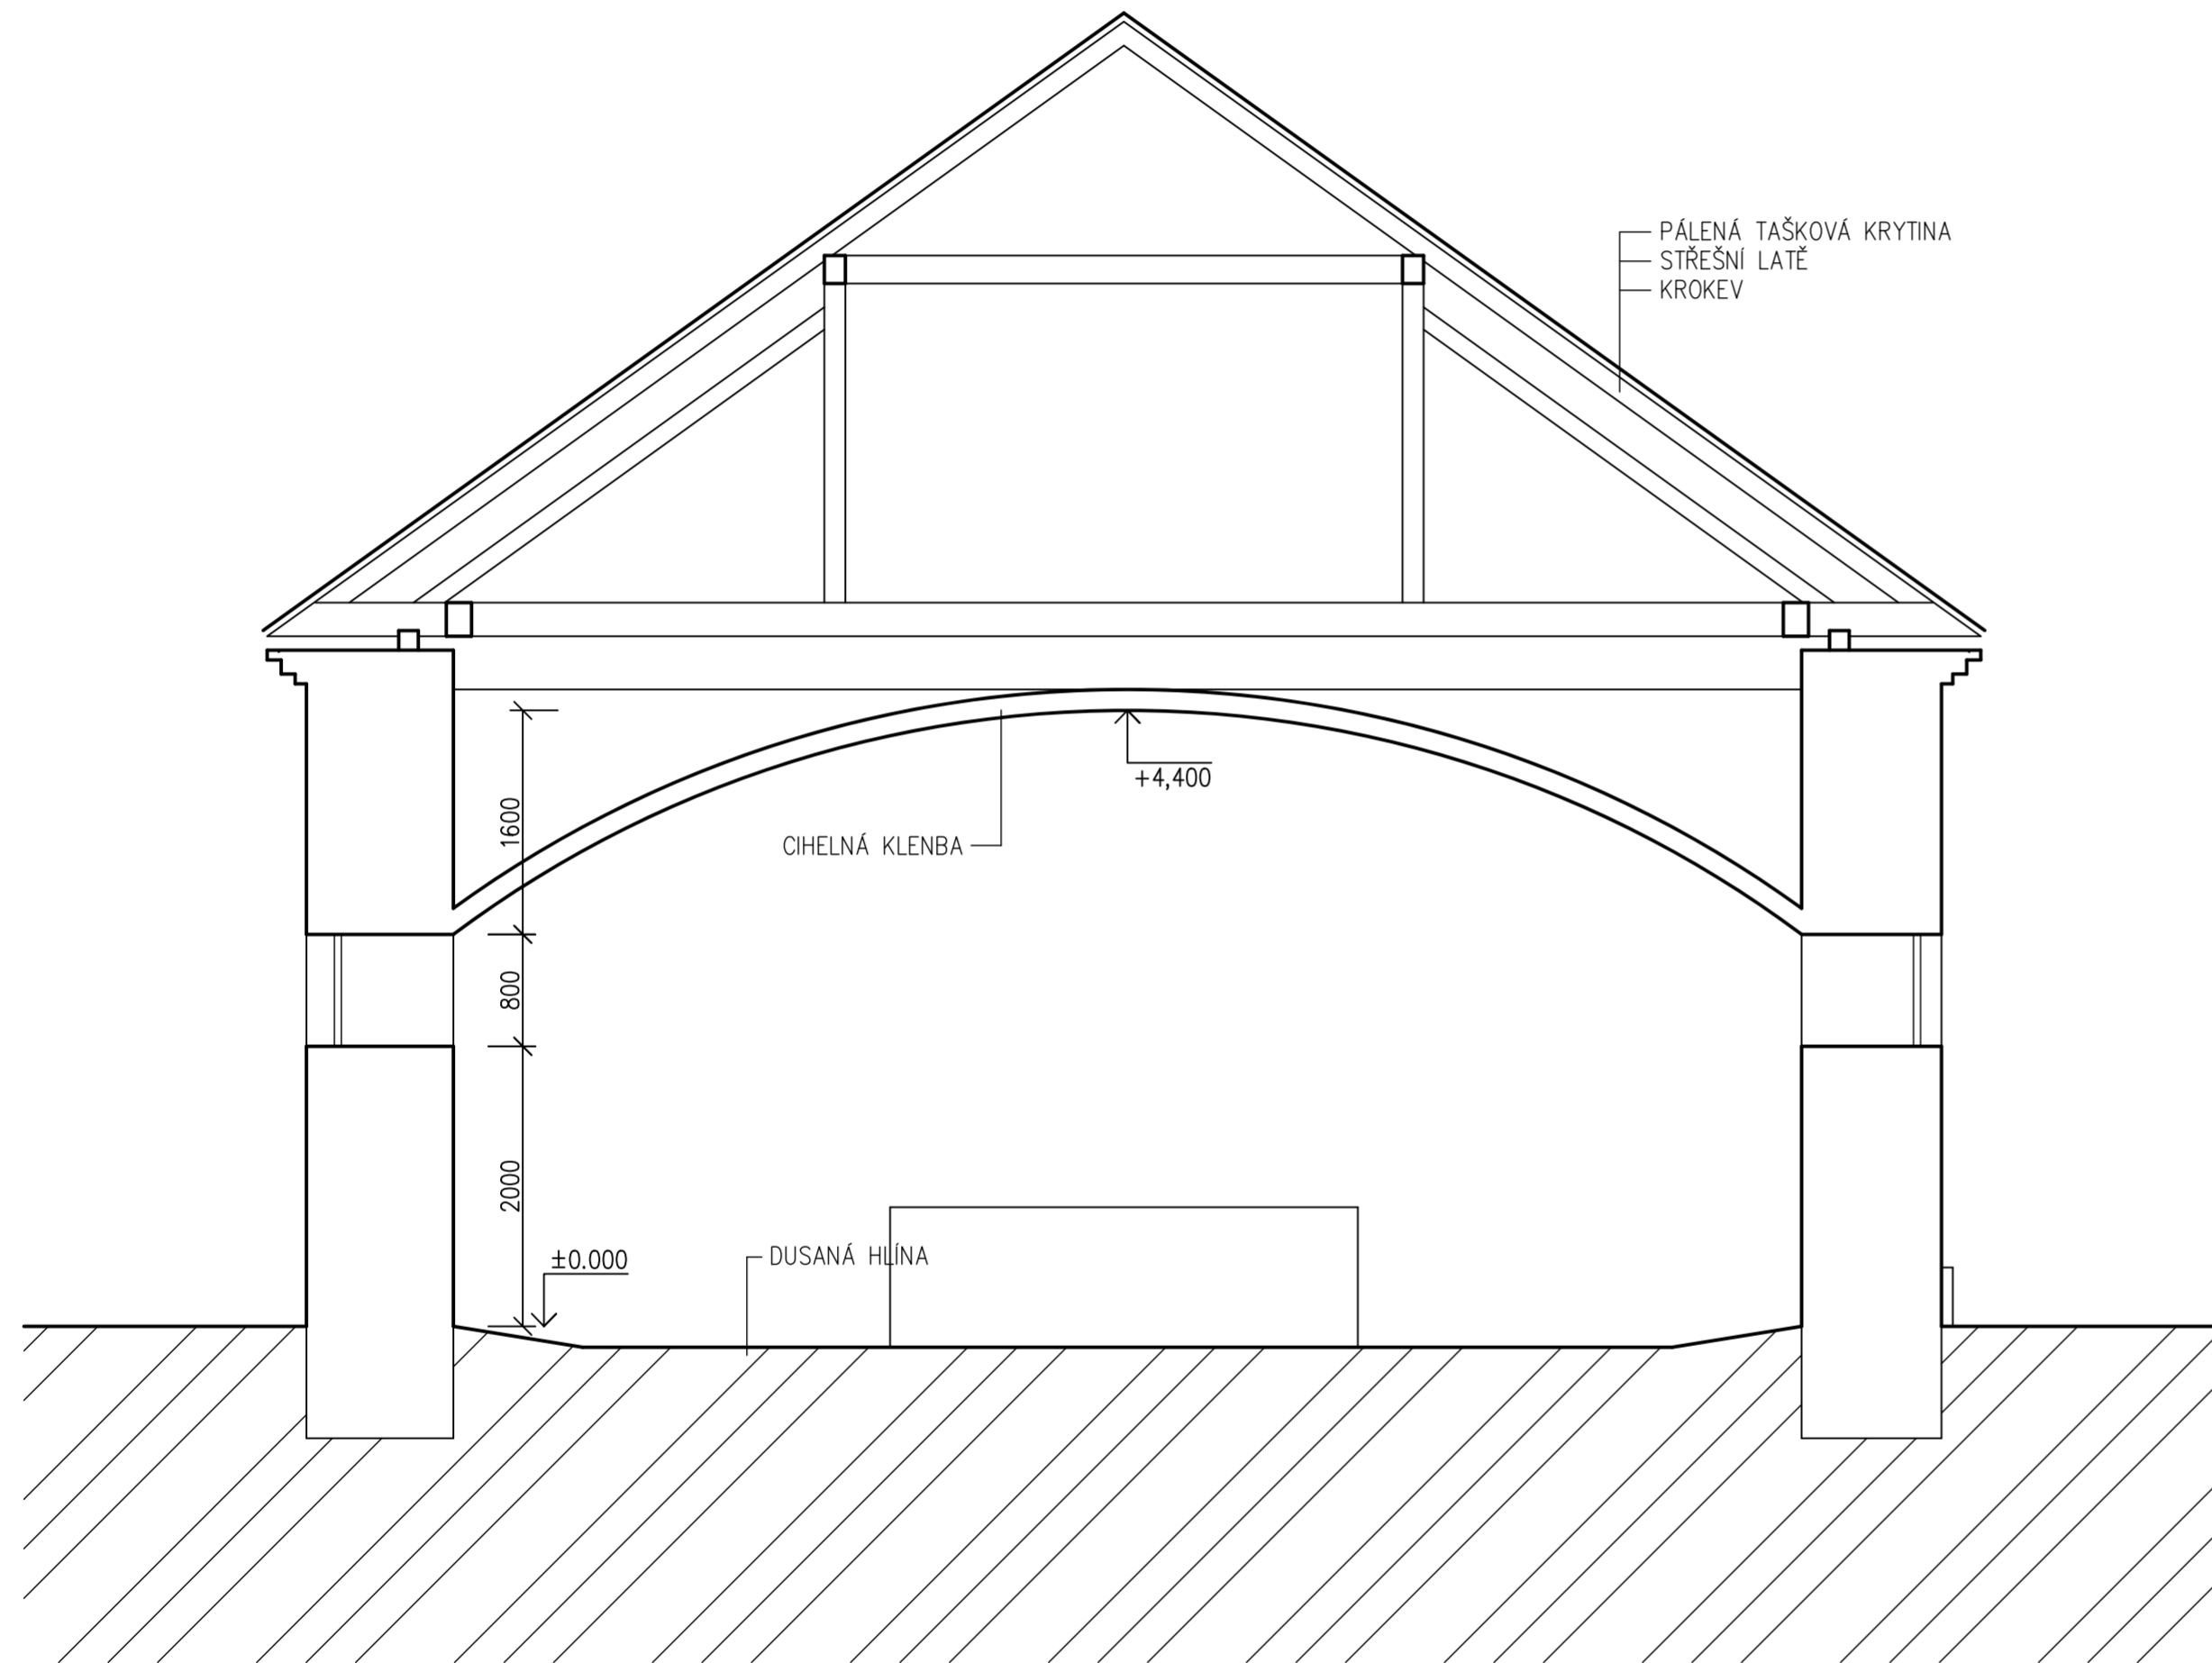 PÁLENÁ TAŠKOVÁ KRYTINA
STŘEŠNÍ LATĚ
KROKEV
+4,400
1600
CIHELNÁ KLENBA
800
2000
±0.000
DUSANÁ HLÍNA